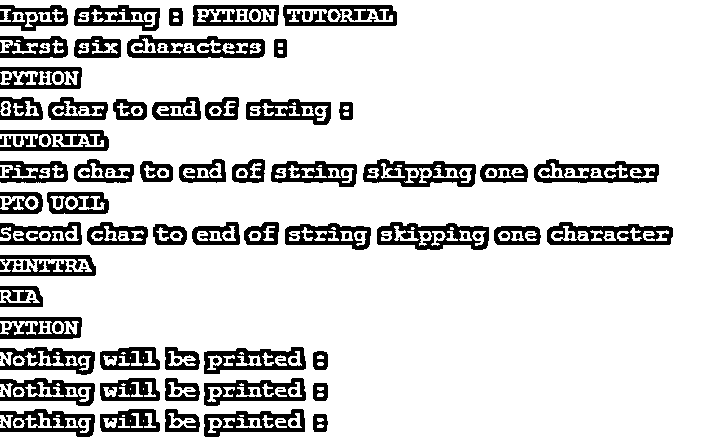 Input string : PYTHON TUTORIAL
First six characters :
PYTHON
8th char to end of string :
TUTORIAL
First char to end of string skipping one character
PTO UOIL
Second char to end of string skipping one character
YHNTTRA
RIA
PYTHON
Nothing will be printed :
Nothing will be printed :
Nothing will be printed :